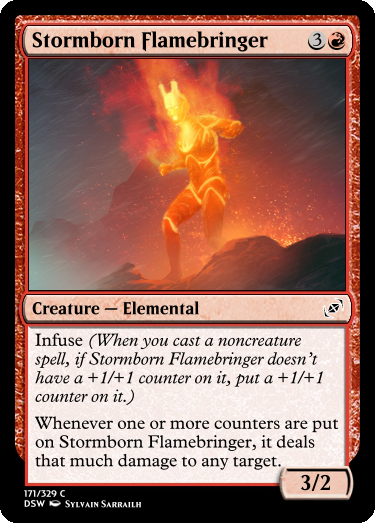 Stormborn Flamebringer 3
Creature — Elemental
Infuse (When you cast a noncreature
spell, if Stormborn Flamebringer doesn't
have a +1/+1 counter on it, put a +1/+1
counter on it.)
Whenever one or more counters are put
on Stormborn Flamebringer, it deals
that much damage to any target.
3/2
171/329 C
DSW Sylvain Sarrailh